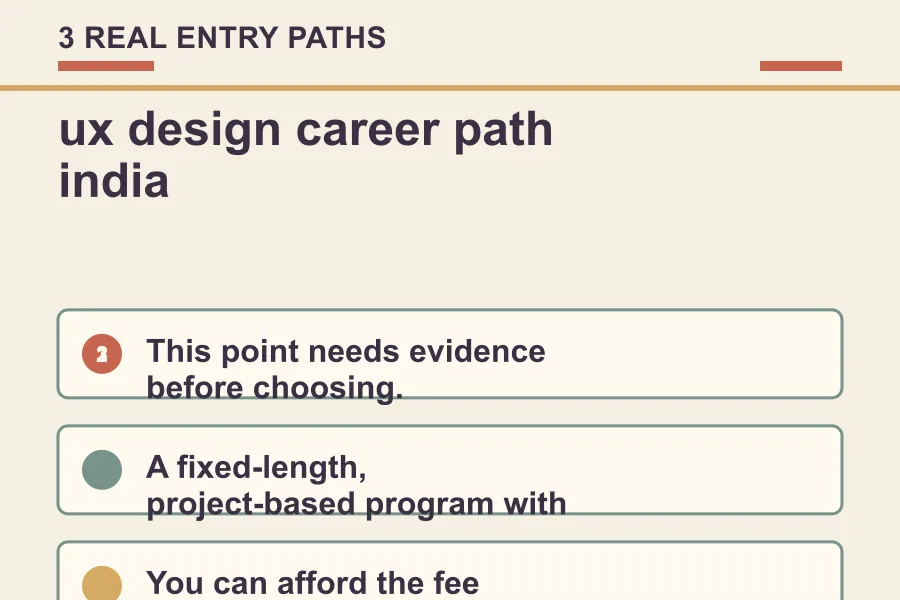 3 REAL ENTRY PATHS
ux design career path
india
This point needs evidence
before choosing.
A fixed-length,
project-based program with
You can afford the fee